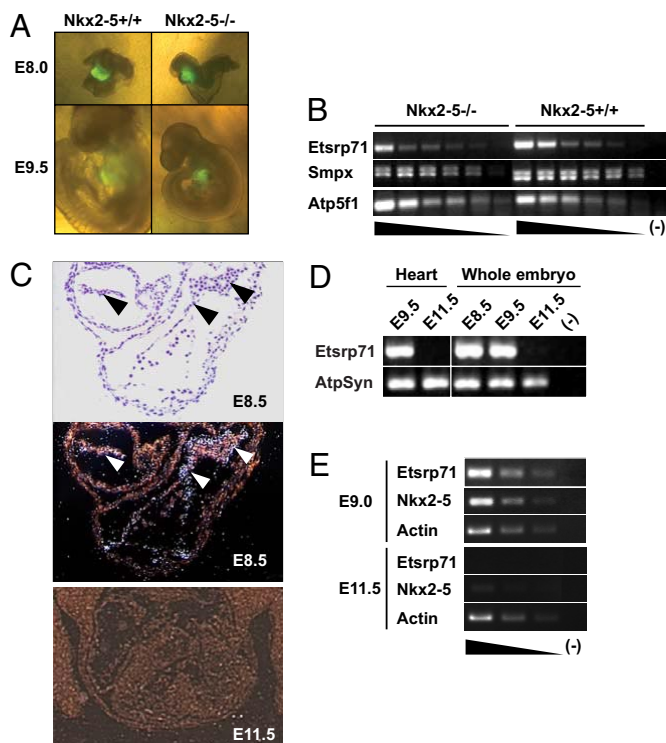 A
Nkx2-5+/+ Nkx2-5-/-
E8.0
E9.5
B
Nkx2-5-/- Nkx2-5+/+
Etsrp71
Smpx
Atp5f1
(-)
C
E8.5
E8.5
E11.5
D
Heart Whole embryo
E9.5 E11.5 E8.5 E9.5 E11.5 (-)
Etsrp71
AtpSyn
E
E9.0
Etsrp71
Nkx2-5
Actin
E11.5
Etsrp71
Nkx2-5
Actin
(-)